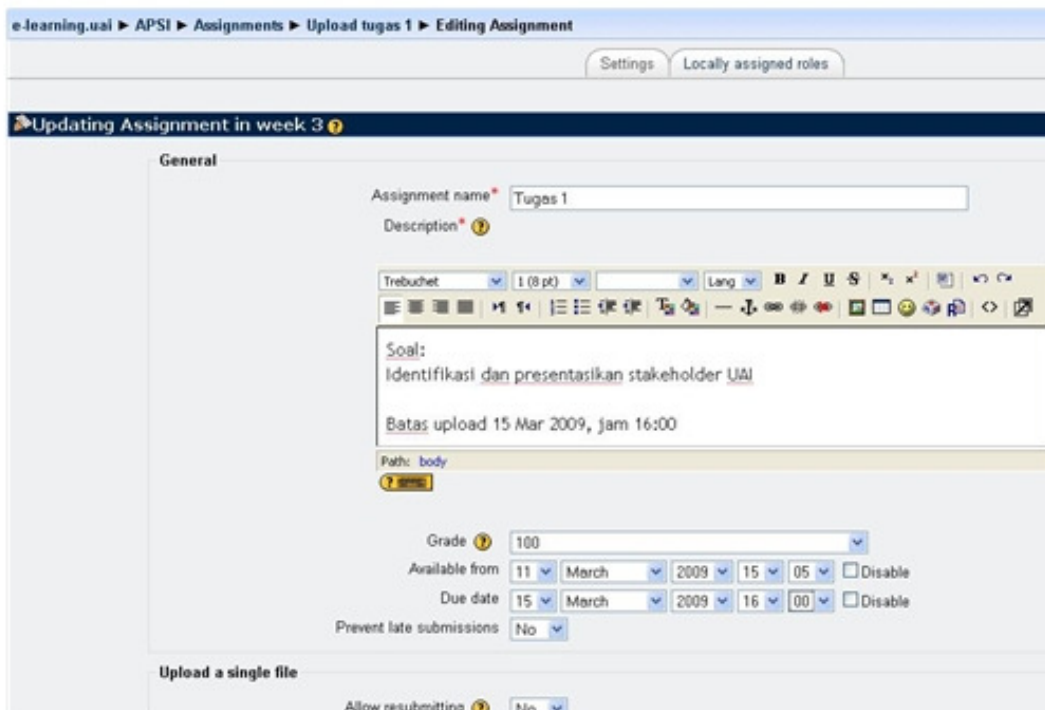 e-learning.uai ► APSI ► Assignments ► Upload tugas 1 ► Editing Assignment
Settings Locally assigned roles
Updating Assignment in week 3
General
Assignment name* Tugas 1
Description*
Trebuchet 1 (8 pt) Lang B I U S
Soal:
Identifikasi dan presentasikan stakeholder UAI
Batas upload 15 Mar 2009, jam 16:00
Path: body
Grade 100
Available from 11 March 2009 15 05 Disable
Due date 15 March 2009 16 00 Disable
Prevent late submissions No
Upload a single file
Allow resubmitting No